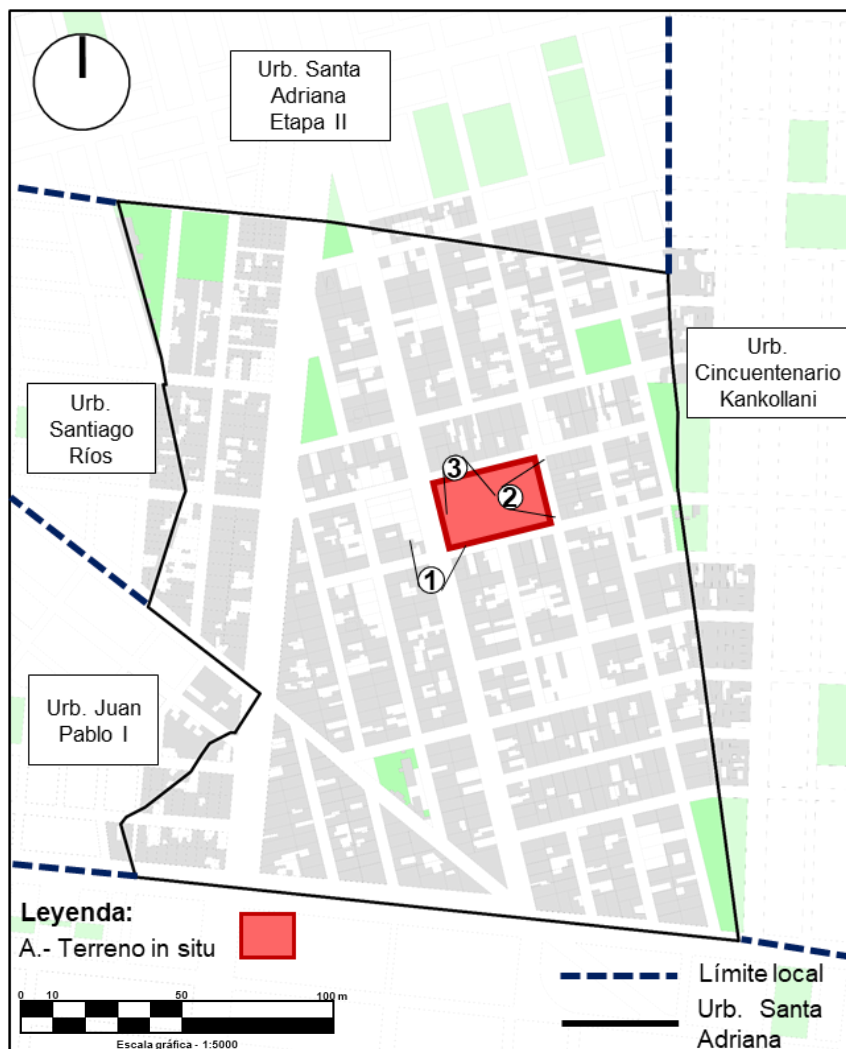 Urb. Santa
Adriana
Etapa II
Urb.
Cincuentenario
Kankollani
Urb.
Santiago
Ríos
3
2
1
Urb. Juan
Pablo I
Leyenda:
A.- Terreno in situ
0 10 50 100 m
Escala gráfica - 1:5000
Límite local
Urb. Santa
Adriana